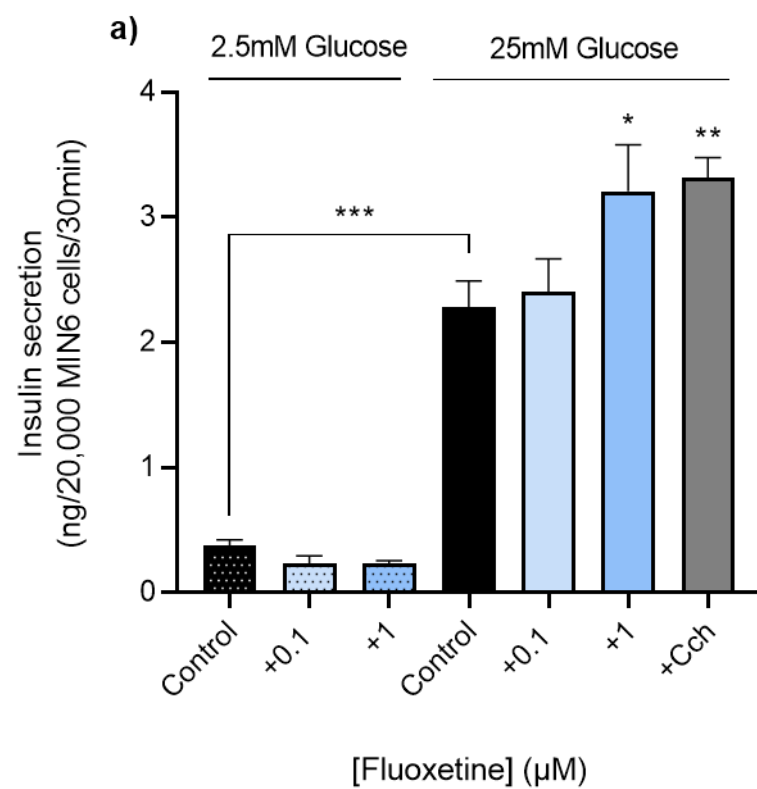 a)
2.5mM Glucose
25mM Glucose
Insulin secretion
(ng/20,000 MIN6 cells/30min)
4
3
2
1
0
***
*
**
Control
+0.1
+1
Control
+0.1
+1
+Cch
[Fluoxetine] (µM)